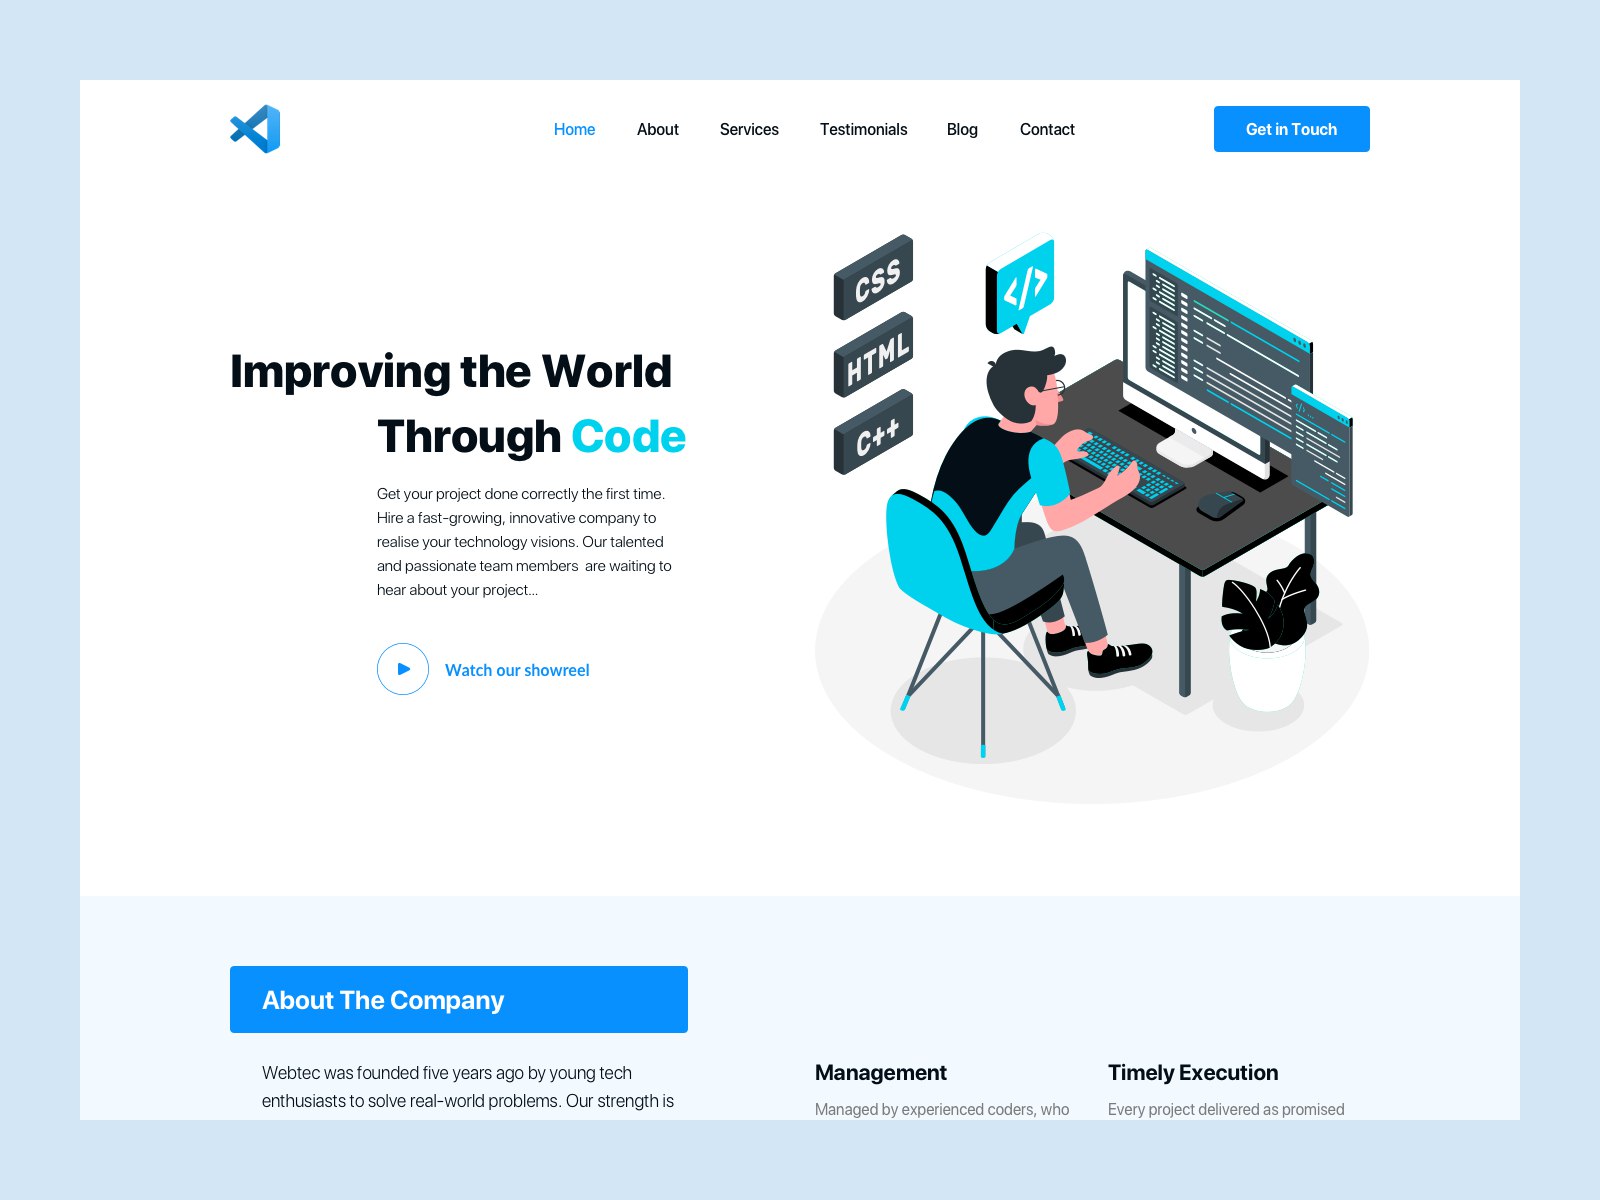 Home About Services Testimonials Blog Contact Get in Touch
CSS
HTML
C++
</>
Improving the World
Through Code
Get your project done correctly the first time.
Hire a fast-growing, innovative company to
realise your technology visions. Our talented
and passionate team members  are waiting to
hear about your project...
Watch our showreel
About The Company
Webtec was founded five years ago by young tech
enthusiasts to solve real-world problems. Our strength is
Management
Managed by experienced coders, who
Timely Execution
Every project delivered as promised